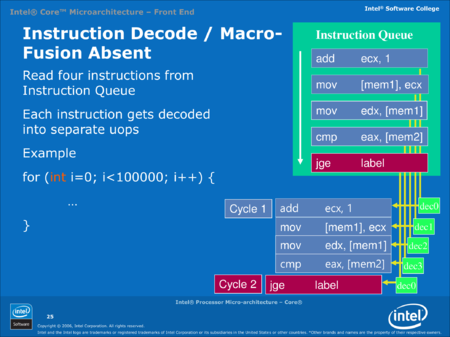 Intel® Core™ Microarchitecture – Front End
Intel® Software College
Instruction Decode / Macro-
Fusion Absent
Read four instructions from
Instruction Queue
Each instruction gets decoded
into separate uops
Example
for (int i=0; i<100000; i++) {
…
}
Instruction Queue
add ecx, 1
mov [mem1], ecx
mov edx, [mem1]
cmp eax, [mem2]
jge label
Cycle 1 add ecx, 1 dec0
mov [mem1], ecx dec1
mov edx, [mem1] dec2
cmp eax, [mem2] dec3
Cycle 2 jge label dec0
Intel® Processor Micro-architecture – Core®
intel
Software
25
Copyright © 2006, Intel Corporation. All rights reserved.
Intel and the Intel logo are trademarks or registered trademarks of Intel Corporation or its subsidiaries in the United States or other countries. *Other brands and names are the property of their respective owners.
intel